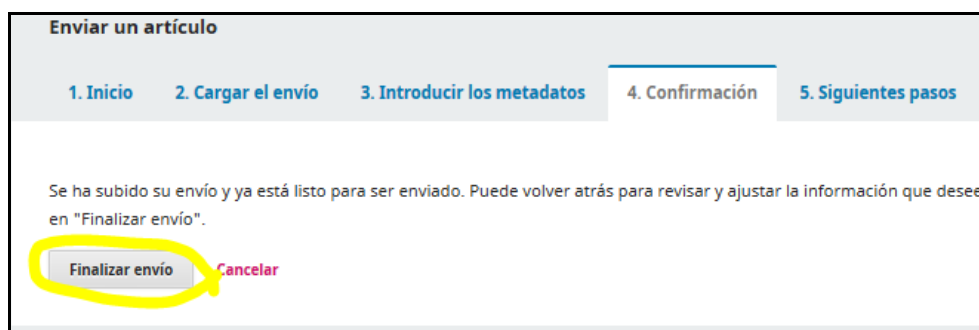 Enviar un artículo
1. Inicio 2. Cargar el envío 3. Introducir los metadatos 4. Confirmación 5. Siguientes pasos
Se ha subido su envío y ya está listo para ser enviado. Puede volver atrás para revisar y ajustar la información que desee
en "Finalizar envío".
Finalizar envío Cancelar